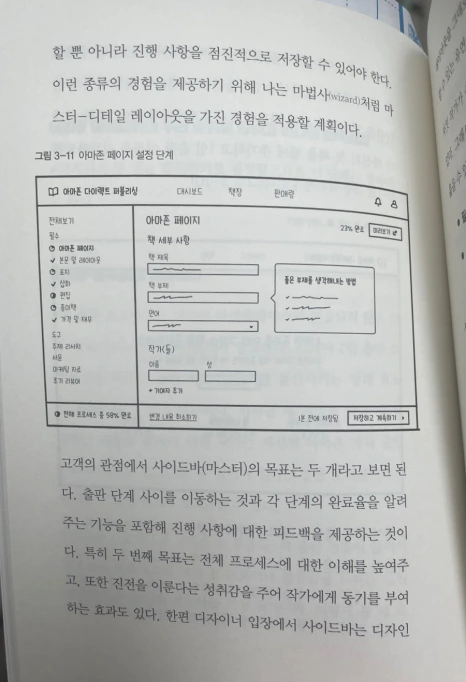 할 뿐 아니라 진행 사항을 점진적으로 저장할 수 있어야 한다.
이런 종류의 경험을 제공하기 위해 나는 마법사(wizard)처럼 마
스터-디테일 레이아웃을 가진 경험을 적용할 계획이다.
그림 3-11 아마존 페이지 설정 단계
아마존 다이렉트 퍼블리싱 대시보드 책장 판매량
전체보기
필수
아마존 페이지
본문 및 레이아웃
표지
삽화
편집
종이책
가격 및 재무
도구
주제 리서치
사운
마케팅 자료
후기 리뷰어
아마존 페이지
23% 완료 미리보기
책 세부 사항
책 제목
책 부제
언어
작가(들)
이름 성
+ 기여자 추가
좋은 부제를 생각해내는 방법
전체 프로세스 중 58% 완료 변경 내용 취소하기 1분 전에 저장됨 저장하고 계속하기
고객의 관점에서 사이드바(마스터)의 목표는 두 개라고 보면 된
다. 출판 단계 사이를 이동하는 것과 각 단계의 완료율을 알려
주는 기능을 포함해 진행 사항에 대한 피드백을 제공하는 것이
다. 특히 두 번째 목표는 전체 프로세스에 대한 이해를 높여주
고, 또한 진전을 이룬다는 성취감을 주어 작가에게 동기를 부여
하는 효과도 있다. 한편 디자이너 입장에서 사이드바는 디자인